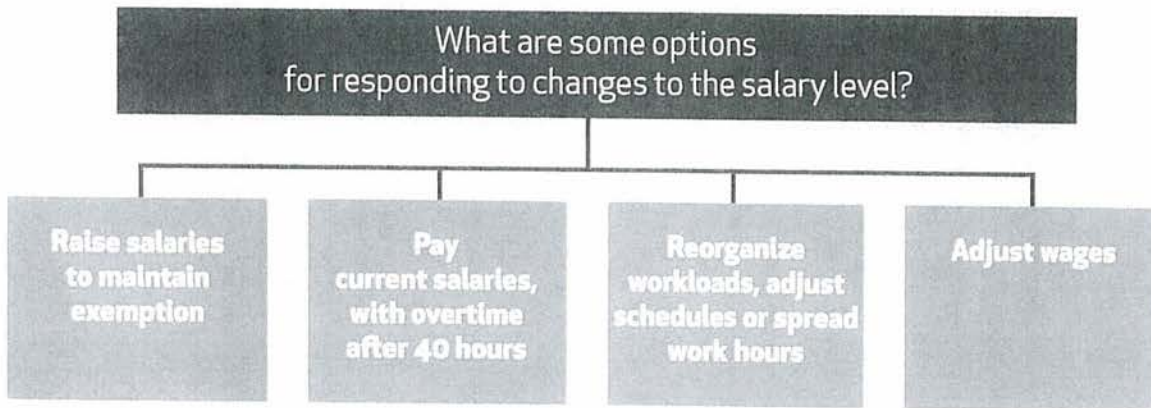 What are some options
for responding to changes to the salary level?
Raise salaries
to maintain
exemption
Pay
current salaries,
with overtime
after 40 hours
Reorganize
workloads, adjust
schedules or spread
work hours
Adjust wages